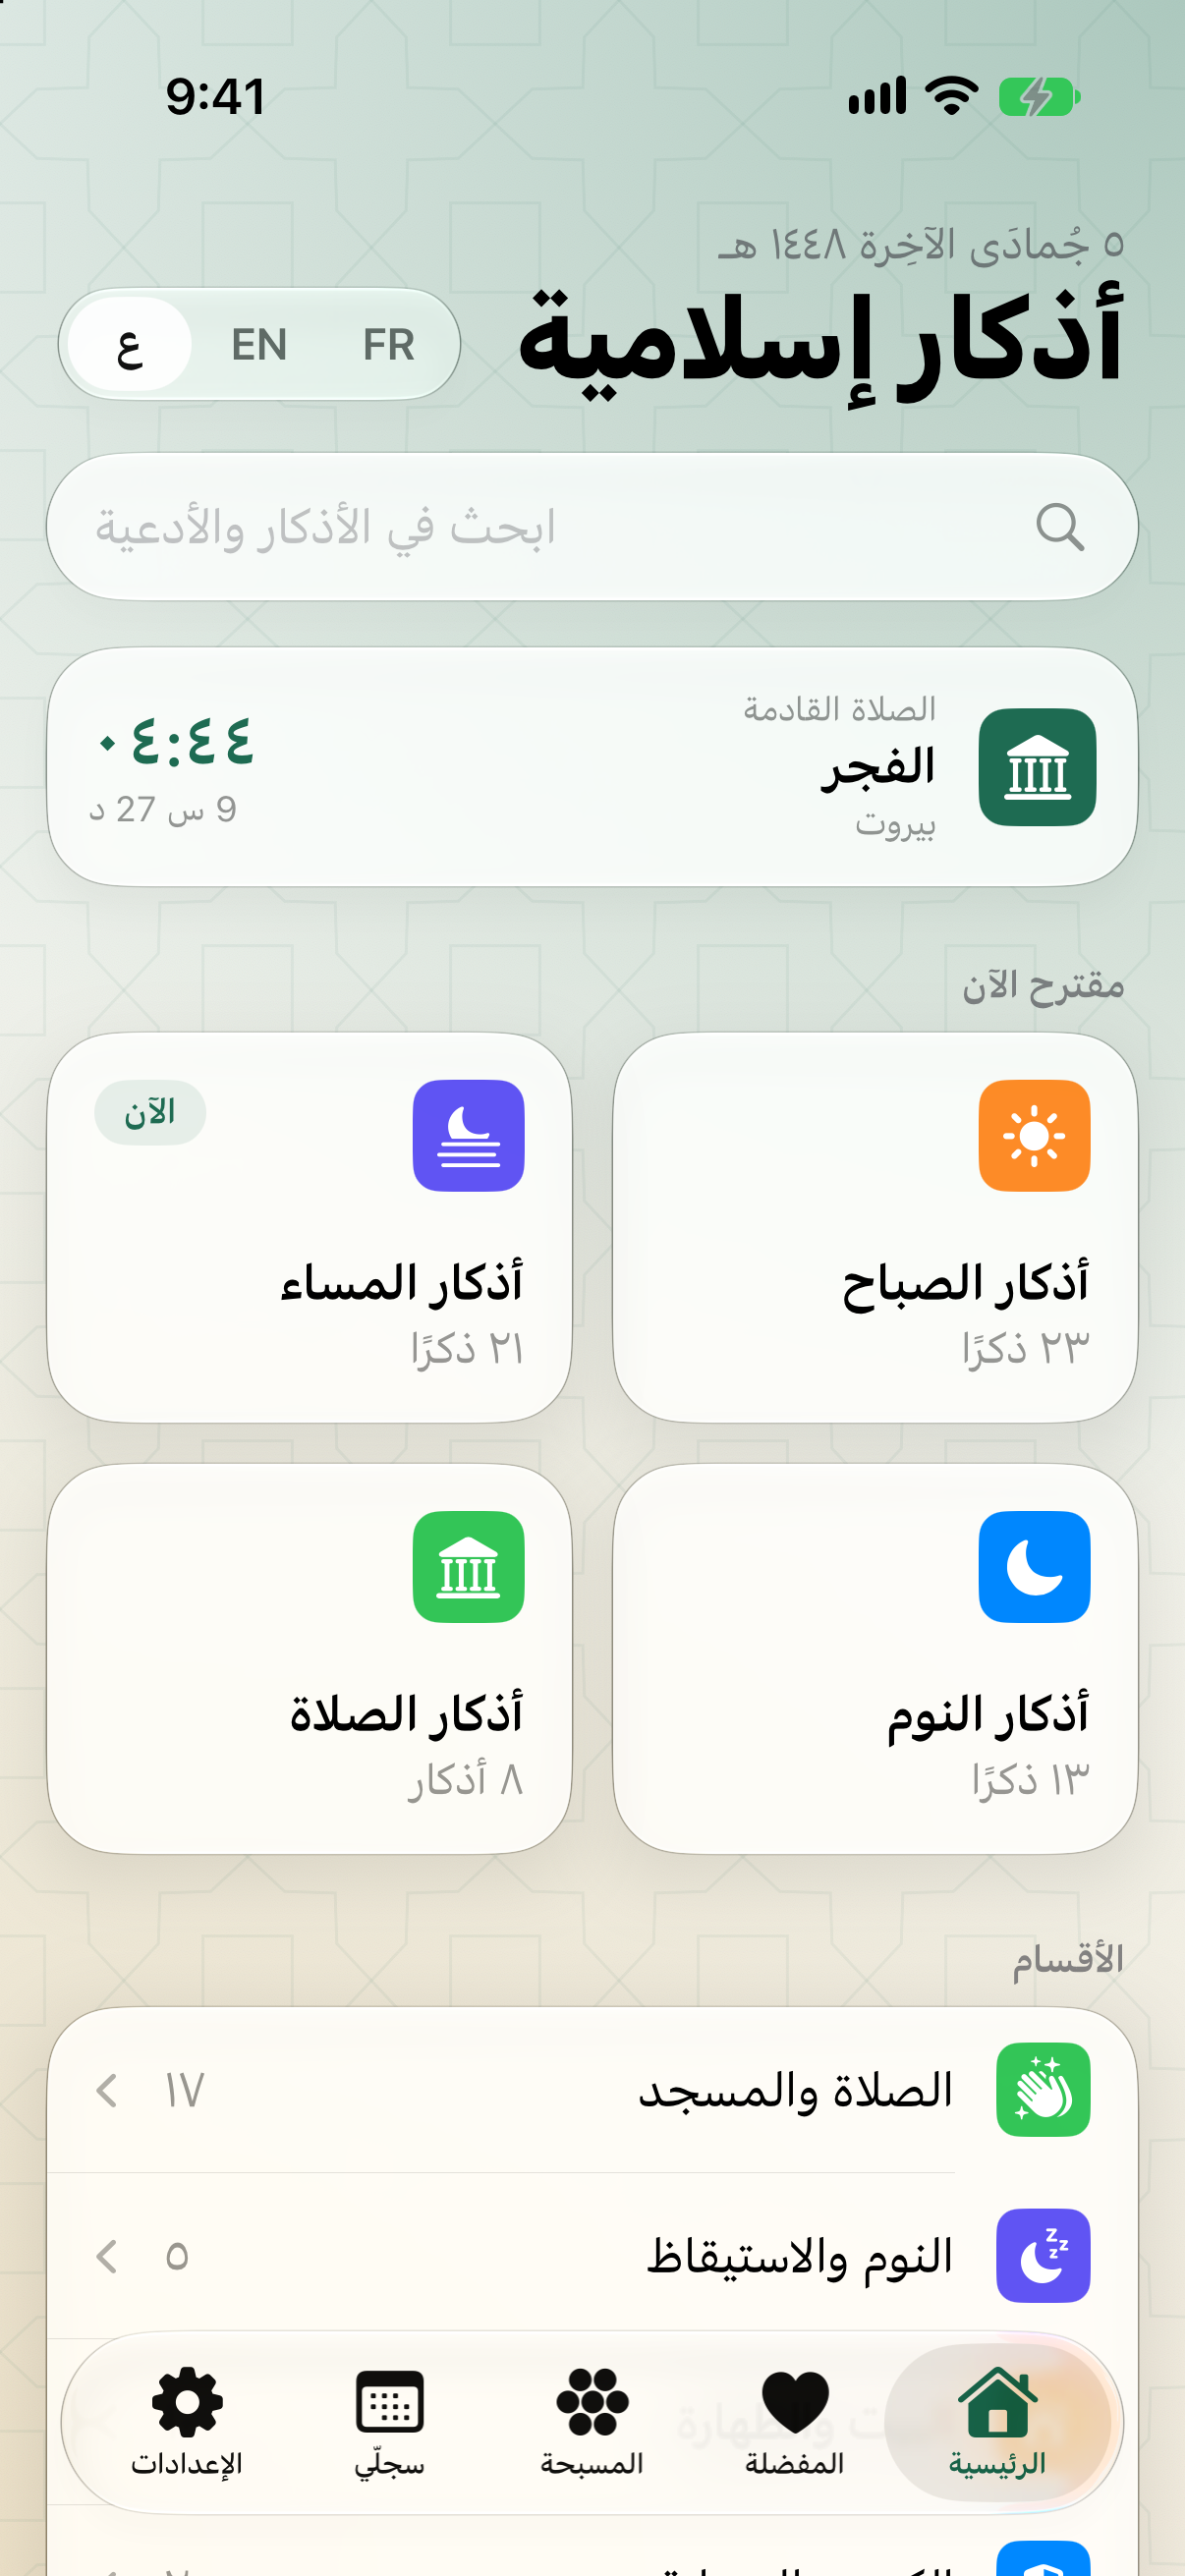 9:41
٥ جُمادَى الآخِرة ١٤٤٨ هـ
أذكار إسلامية
FR EN ع
ابحث في الأذكار والأدعية
الصلاة القادمة
الفجر
بيروت
٠٤:٤٤
9 س 27 د
مقترح الآن
أذكار الصباح
٢٣ ذكرًا
الآن
أذكار المساء
٢١ ذكرًا
أذكار النوم
١٣ ذكرًا
أذكار الصلاة
٨ أذكار
الأقسام
الصلاة والمسجد ١٧
النوم والاستيقاظ ٥
والطهارة
الرئيسية المفضلة المسبحة سجلّي الإعدادات